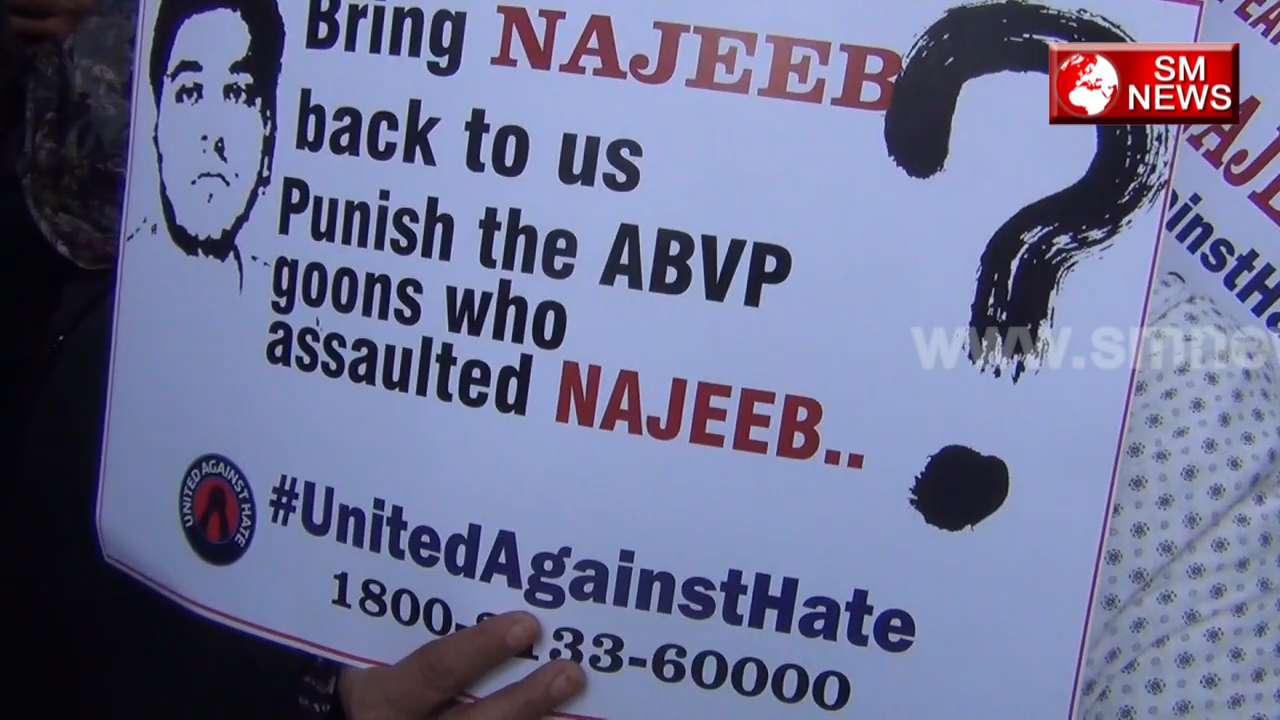 Bring NAJEEB
back to us
Punish the ABVP
goons who
assaulted NAJEEB..
UNITED AGAINST HATE
#UnitedAgainstHate
133-60000
SM
NEWS